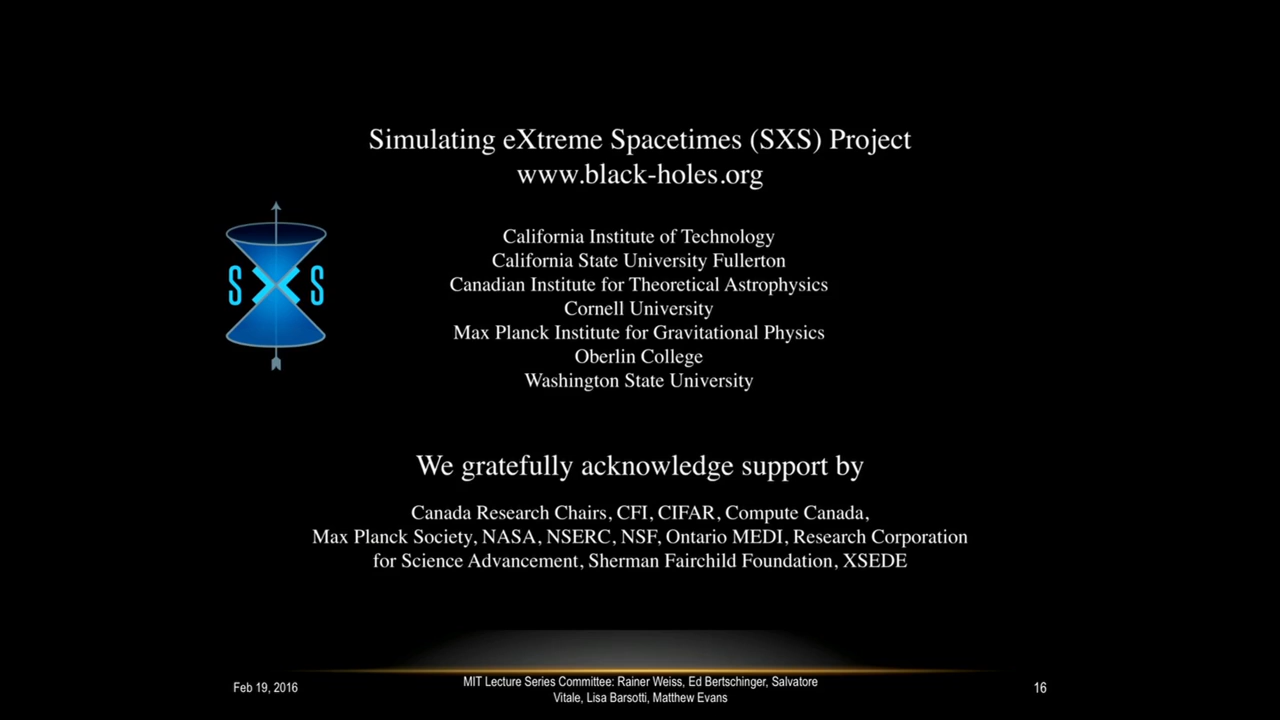 Simulating eXtreme Spacetimes (SXS) Project
www.black-holes.org
SXS
California Institute of Technology
California State University Fullerton
Canadian Institute for Theoretical Astrophysics
Cornell University
Max Planck Institute for Gravitational Physics
Oberlin College
Washington State University
We gratefully acknowledge support by
Canada Research Chairs, CFI, CIFAR, Compute Canada,
Max Planck Society, NASA, NSERC, NSF, Ontario MEDI, Research Corporation
for Science Advancement, Sherman Fairchild Foundation, XSEDE
Feb 19, 2016
MIT Lecture Series Committee: Rainer Weiss, Ed Bertschinger, Salvatore
Vitale, Lisa Barsotti, Matthew Evans
16